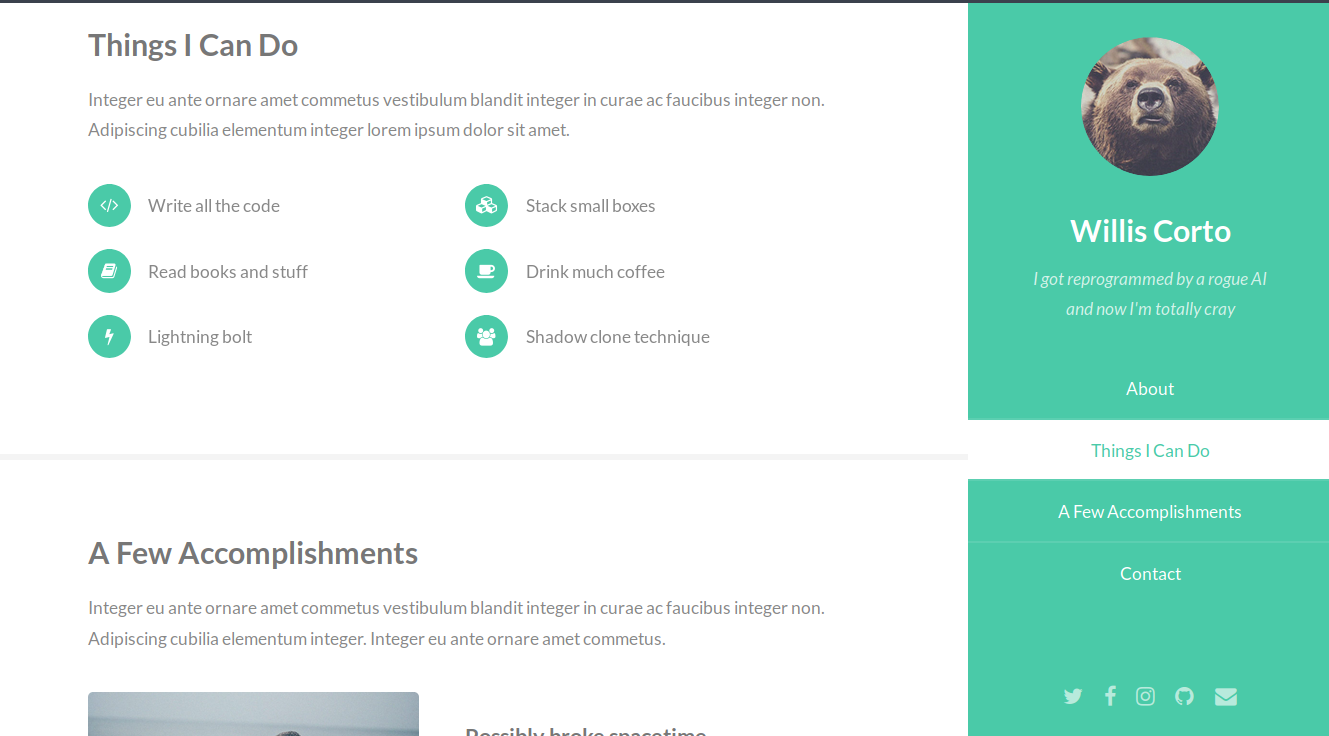 Things I Can Do
Integer eu ante ornare amet commetus vestibulum blandit integer in curae ac faucibus integer non.
Adipiscing cubilia elementum integer lorem ipsum dolor sit amet.
Write all the code
Stack small boxes
Read books and stuff
Drink much coffee
Lightning bolt
Shadow clone technique
A Few Accomplishments
Integer eu ante ornare amet commetus vestibulum blandit integer in curae ac faucibus integer non.
Adipiscing cubilia elementum integer. Integer eu ante ornare amet commetus.
Possibly broke spacetime
Willis Corto
I got reprogrammed by a rogue AI
and now I'm totally cray
About
Things I Can Do
A Few Accomplishments
Contact